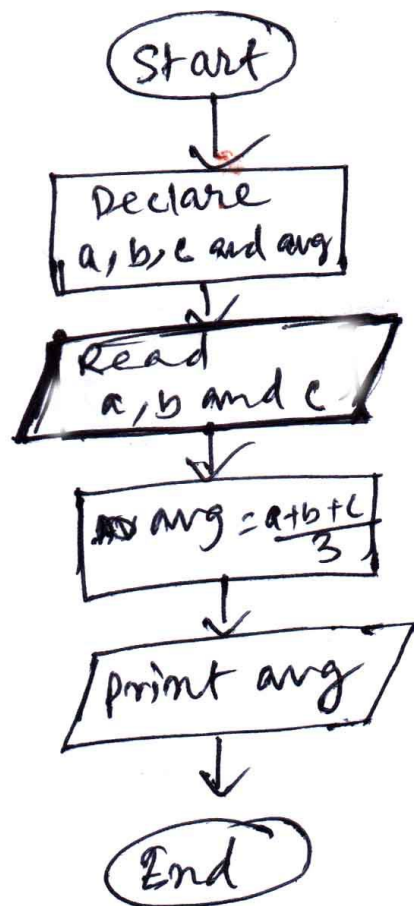 Start
Declare
a, b, c and avg
Read
a, b and c
avg = a+b+c
3
print avg
End